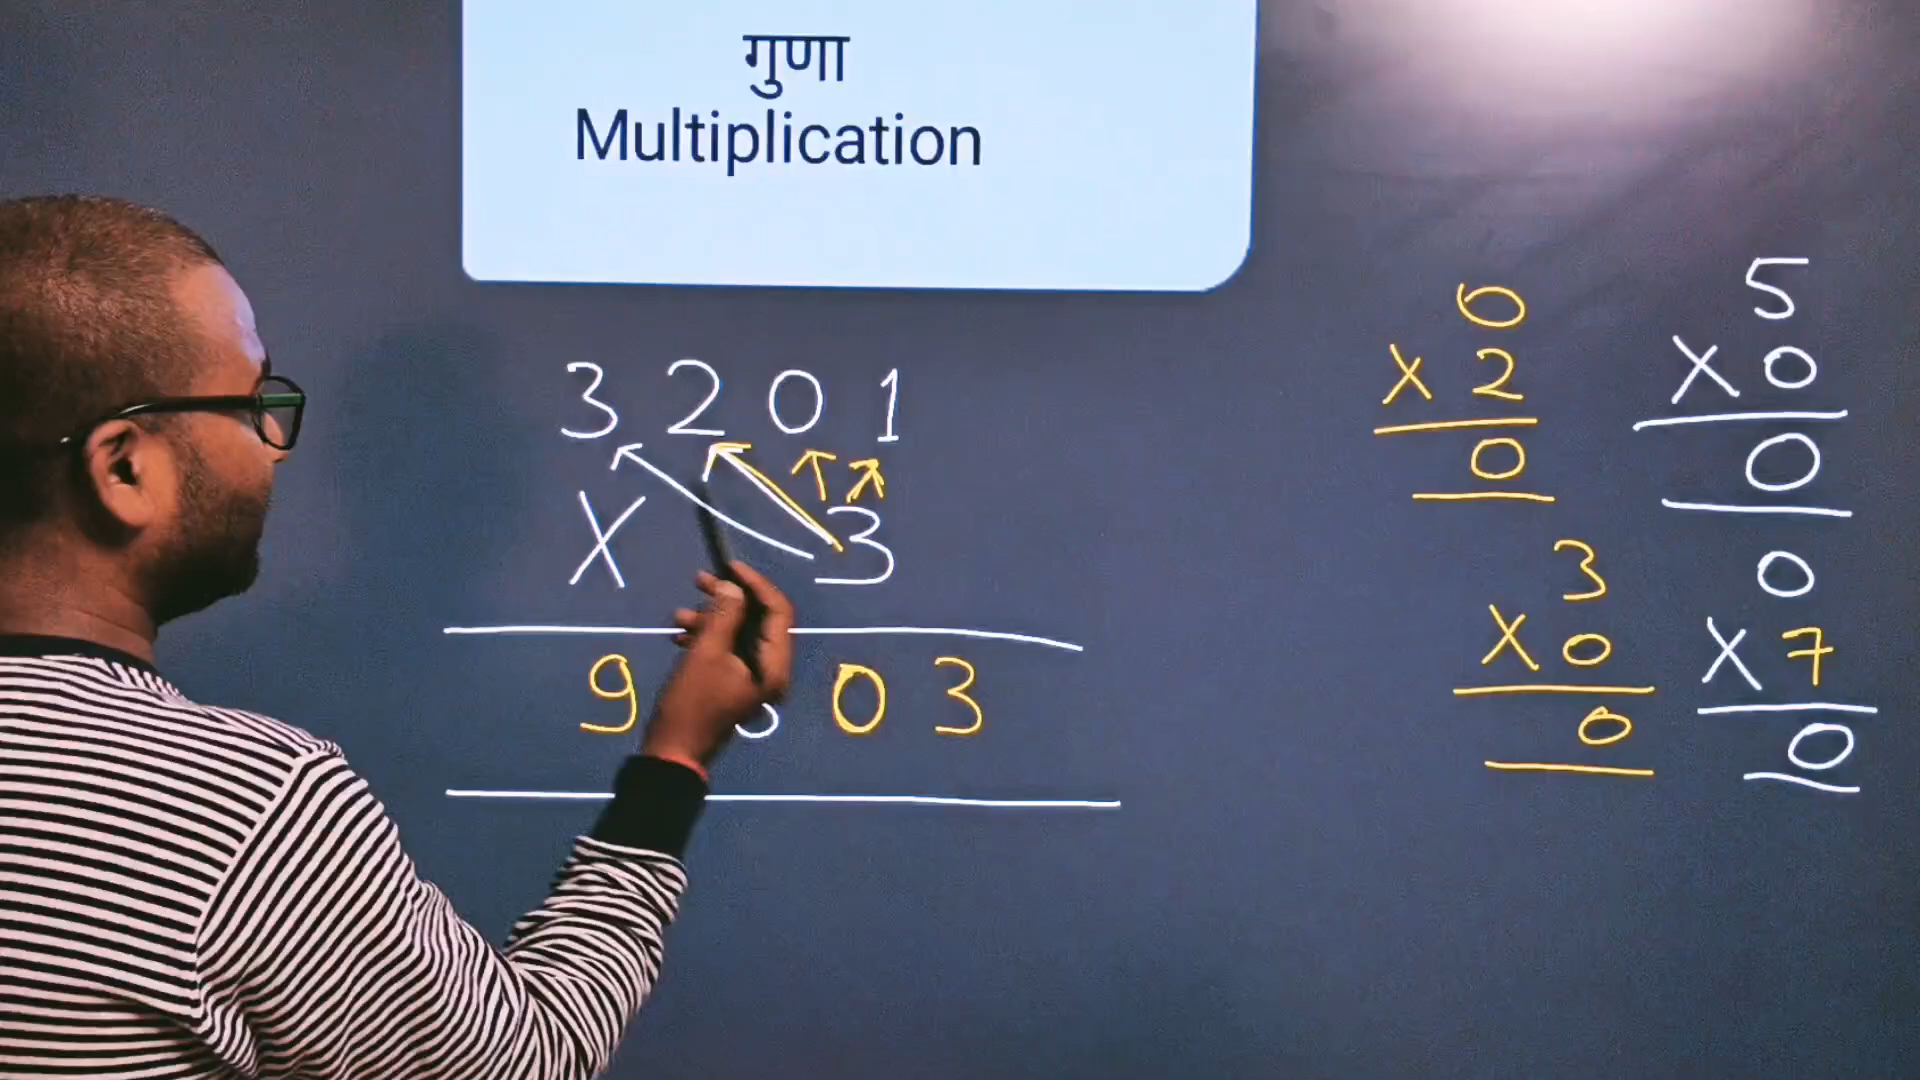 गुणा
Multiplication
3 2 0 1
X 3
9 0 3
0
X 2
0
5
X 0
0
3
X 0
0
0
X 7
0